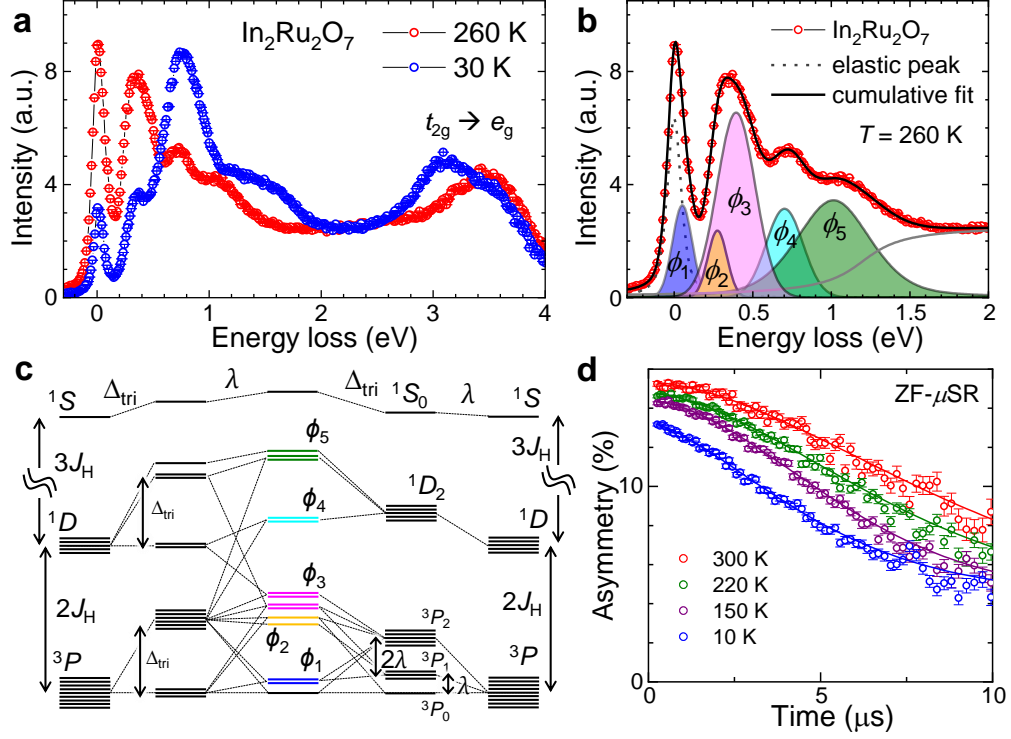 a
In2Ru2O7
260 K
30 K
t2g → eg
Intensity (a.u.)
8
4
0
0 1 2 3 4
Energy loss (eV)
b
In2Ru2O7
elastic peak
cumulative fit
T = 260 K
Intensity (a.u.)
8
4
0
ϕ1
ϕ2
ϕ3
ϕ4
ϕ5
0 0.5 1.0 1.5 2
Energy loss (eV)
c
Δtri λ Δtri λ
1S 1S0 1S
3JH 3JH
ϕ5
1D ϕ4 1D2 1D
Δtri
ϕ3
2JH 2JH
3P2
ϕ2
2λ
3P Δtri ϕ1 3P1 3P
λ
3P0
d
ZF-μSR
Asymmetry (%)
10
0
300 K
220 K
150 K
10 K
0 5 10
Time (μs)